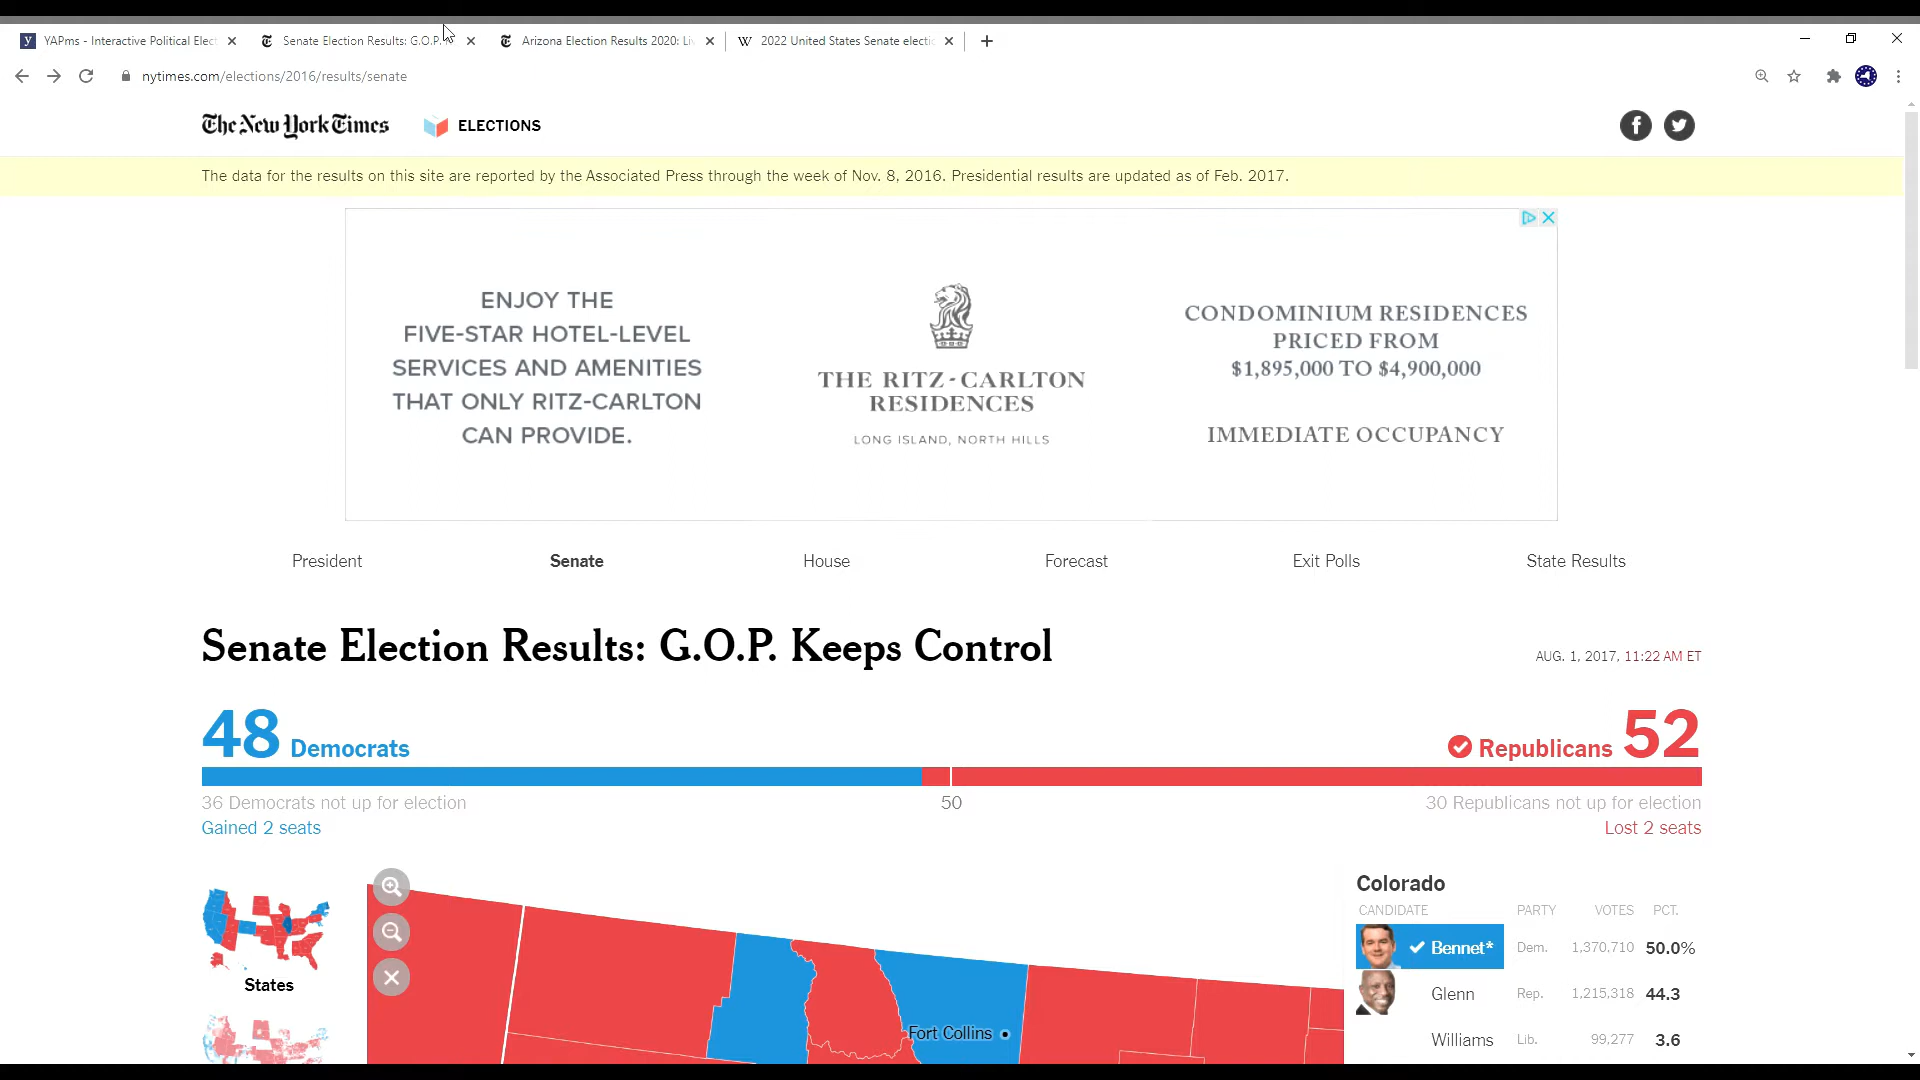 YAPms - Interactive Political Elect
Senate Election Results: G.O.P.
Arizona Election Results 2020: Li
2022 United States Senate electio
nytimes.com/elections/2016/results/senate
The New York Times
ELECTIONS
The data for the results on this site are reported by the Associated Press through the week of Nov. 8, 2016. Presidential results are updated as of Feb. 2017.
ENJOY THE
FIVE-STAR HOTEL-LEVEL
SERVICES AND AMENITIES
THAT ONLY RITZ-CARLTON
CAN PROVIDE.
THE RITZ-CARLTON
RESIDENCES
LONG ISLAND, NORTH HILLS
CONDOMINIUM RESIDENCES
PRICED FROM
$1,895,000 TO $4,900,000
IMMEDIATE OCCUPANCY
President
Senate
House
Forecast
Exit Polls
State Results
Senate Election Results: G.O.P. Keeps Control
AUG. 1, 2017, 11:22 AM ET
48 Democrats
Republicans 52
36 Democrats not up for election
50
30 Republicans not up for election
Gained 2 seats
Lost 2 seats
States
Fort Collins
Colorado
CANDIDATE PARTY VOTES PCT.
Bennet* Dem. 1,370,710 50.0%
Glenn Rep. 1,215,318 44.3
Williams Lib. 99,277 3.6